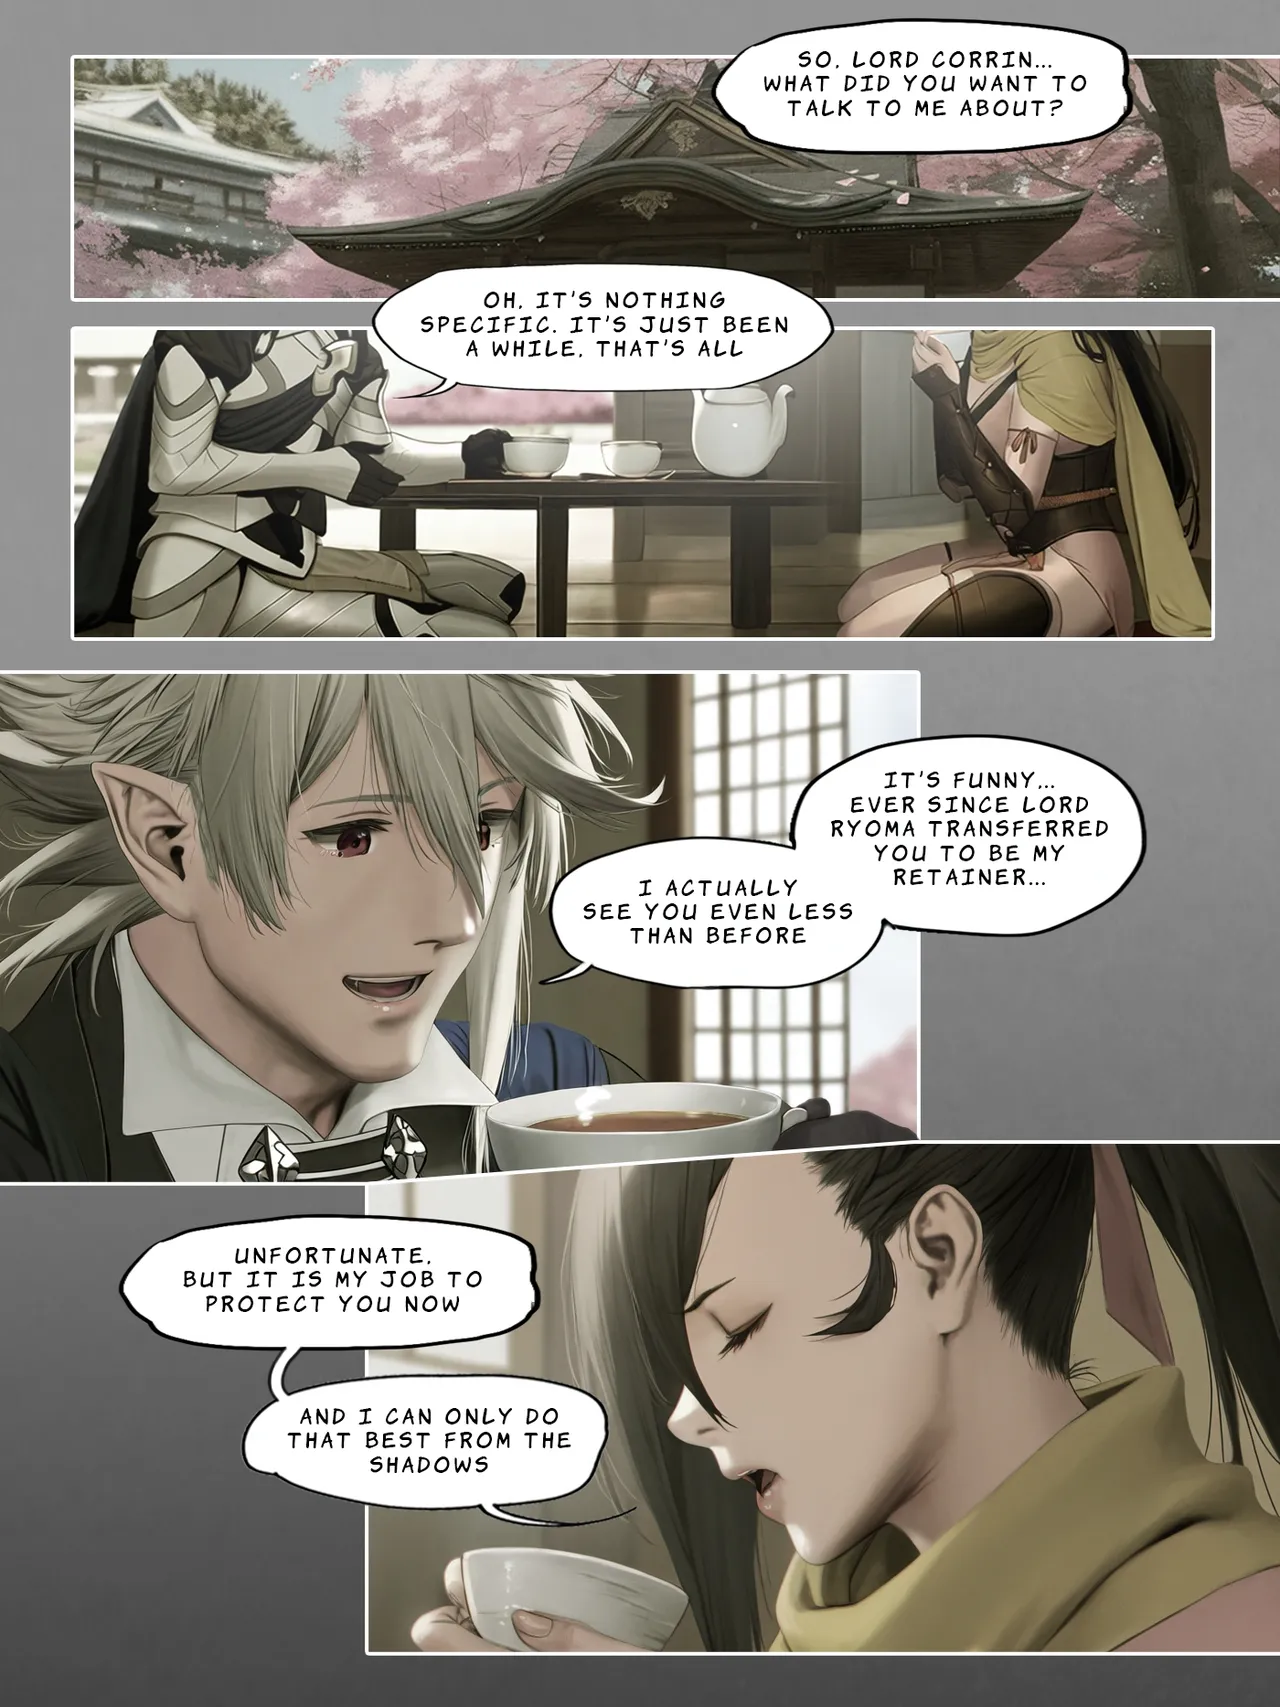 SO, LORD CORRIN...
WHAT DID YOU WANT TO
TALK TO ME ABOUT?
OH, IT'S NOTHING
SPECIFIC. IT'S JUST BEEN
A WHILE, THAT'S ALL
IT'S FUNNY...
EVER SINCE LORD
RYOMA TRANSFERRED
YOU TO BE MY
RETAINER...
I ACTUALLY
SEE YOU EVEN LESS
THAN BEFORE
UNFORTUNATE,
BUT IT IS MY JOB TO
PROTECT YOU NOW
AND I CAN ONLY DO
THAT BEST FROM THE
SHADOWS